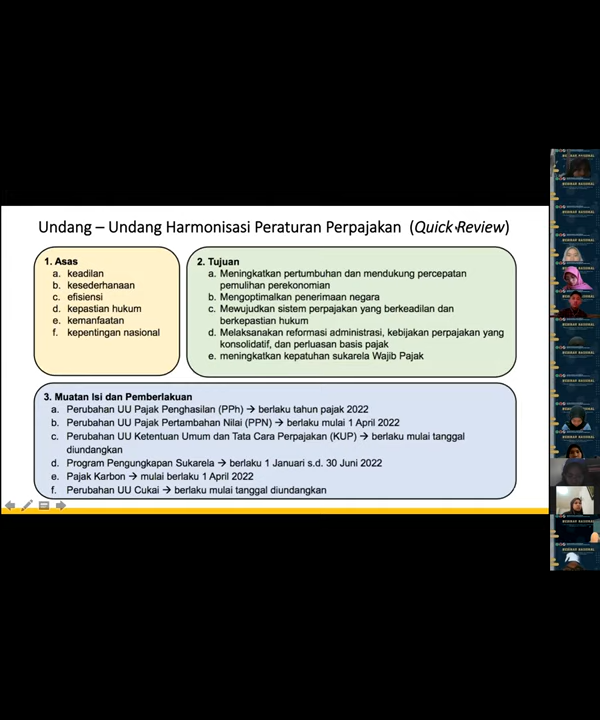 Undang – Undang Harmonisasi Peraturan Perpajakan (Quick Review)
1. Asas
a. keadilan
b. kesederhanaan
c. efisiensi
d. kepastian hukum
e. kemanfaatan
f. kepentingan nasional
2. Tujuan
a. Meningkatkan pertumbuhan dan mendukung percepatan
pemulihan perekonomian
b. Mengoptimalkan penerimaan negara
c. Mewujudkan sistem perpajakan yang berkeadilan dan
berkepastian hukum
d. Melaksanakan reformasi administrasi, kebijakan perpajakan yang
konsolidatif, dan perluasan basis pajak
e. meningkatkan kepatuhan sukarela Wajib Pajak
3. Muatan Isi dan Pemberlakuan
a. Perubahan UU Pajak Penghasilan (PPh) → berlaku tahun pajak 2022
b. Perubahan UU Pajak Pertambahan Nilai (PPN) → berlaku mulai 1 April 2022
c. Perubahan UU Ketentuan Umum dan Tata Cara Perpajakan (KUP) → berlaku mulai tanggal
diundangkan
d. Program Pengungkapan Sukarela → berlaku 1 Januari s.d. 30 Juni 2022
e. Pajak Karbon → mulai berlaku 1 April 2022
f. Perubahan UU Cukai → berlaku mulai tanggal diundangkan